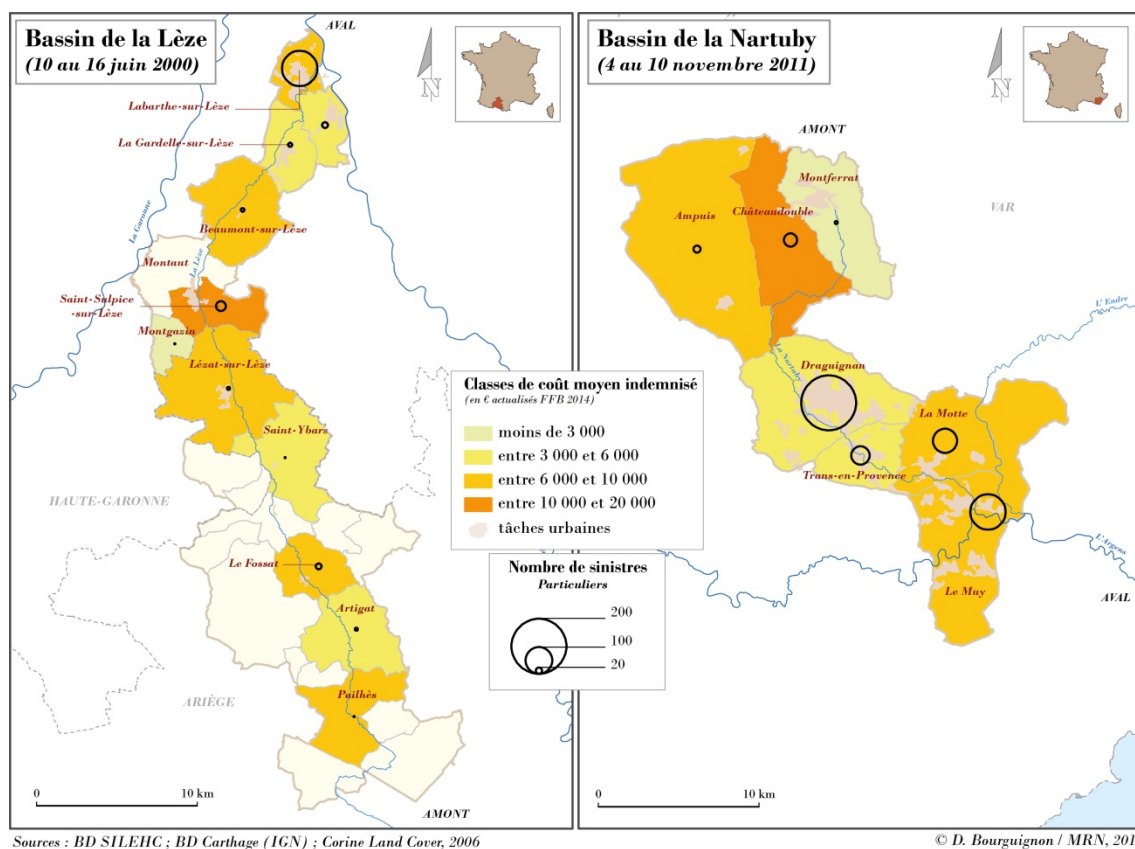 Bassin de la Lèze
(10 au 16 juin 2000)
AVAL
N
Labarthe-sur-Lèze
La Gardelle-sur-Lèze
La Garonne
Beaumont-sur-Lèze
Montaut
La Lèze
Saint-Sulpice
-sur-Lèze
Montgazin
Lézat-sur-Lèze
Saint-Ybarz
HAUTE-GARONNE
Le Fossat
Artigat
ARIÈGE
Pailhès
0 10 km
AMONT
Classes de coût moyen indemnisé
(en € actualisés FFB 2014)
moins de 3 000
entre 3 000 et 6 000
entre 6 000 et 10 000
entre 10 000 et 20 000
tâches urbaines
Nombre de sinistres
Particuliers
200
100
20
Bassin de la Nartuby
(4 au 10 novembre 2011)
N
AMONT
Montferrat
Ampuis
Châteaudouble
VAR
L'Endre
La Nartuby
Draguignan
La Motte
Trans-en-Provence
L'Argens
Le Muy
AVAL
0 10 km
Sources : BD SILEHC ; BD Carthage (IGN) ; Corine Land Cover, 2006
© D. Bourguignon / MRN, 201